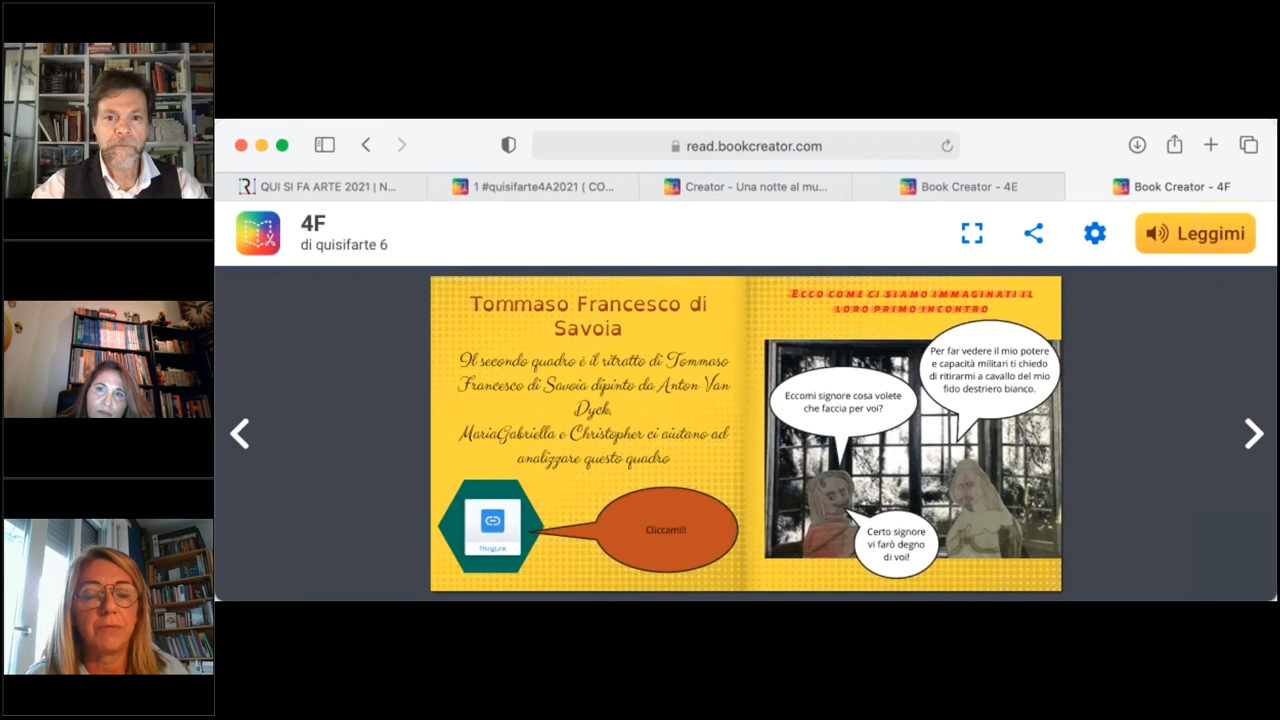 read.bookcreator.com
QUI SI FA ARTE 2021 | N...
1 #quisifarte4A2021 ( CO...
Creator - Una notte al mu...
Book Creator - 4E
Book Creator - 4F
4F
di quisifarte 6
Leggimi
Tommaso Francesco di
Savoia
Il secondo quadro è il ritratto di Tommaso
Francesco di Savoia dipinto da Anton Van
Dyck.
MariaGabriella e Christopher ci aiutano ad
analizzare questo quadro
ThingLink
Cliccami!!
Ecco come ci siamo immaginati il
loro primo incontro
Eccomi signore cosa volete
che faccia per voi?
Per far vedere il mio potere
e capacità militari ti chiedo
di ritirarmi a cavallo del mio
fido destriero bianco.
Certo signore
vi farò degno
di voi!